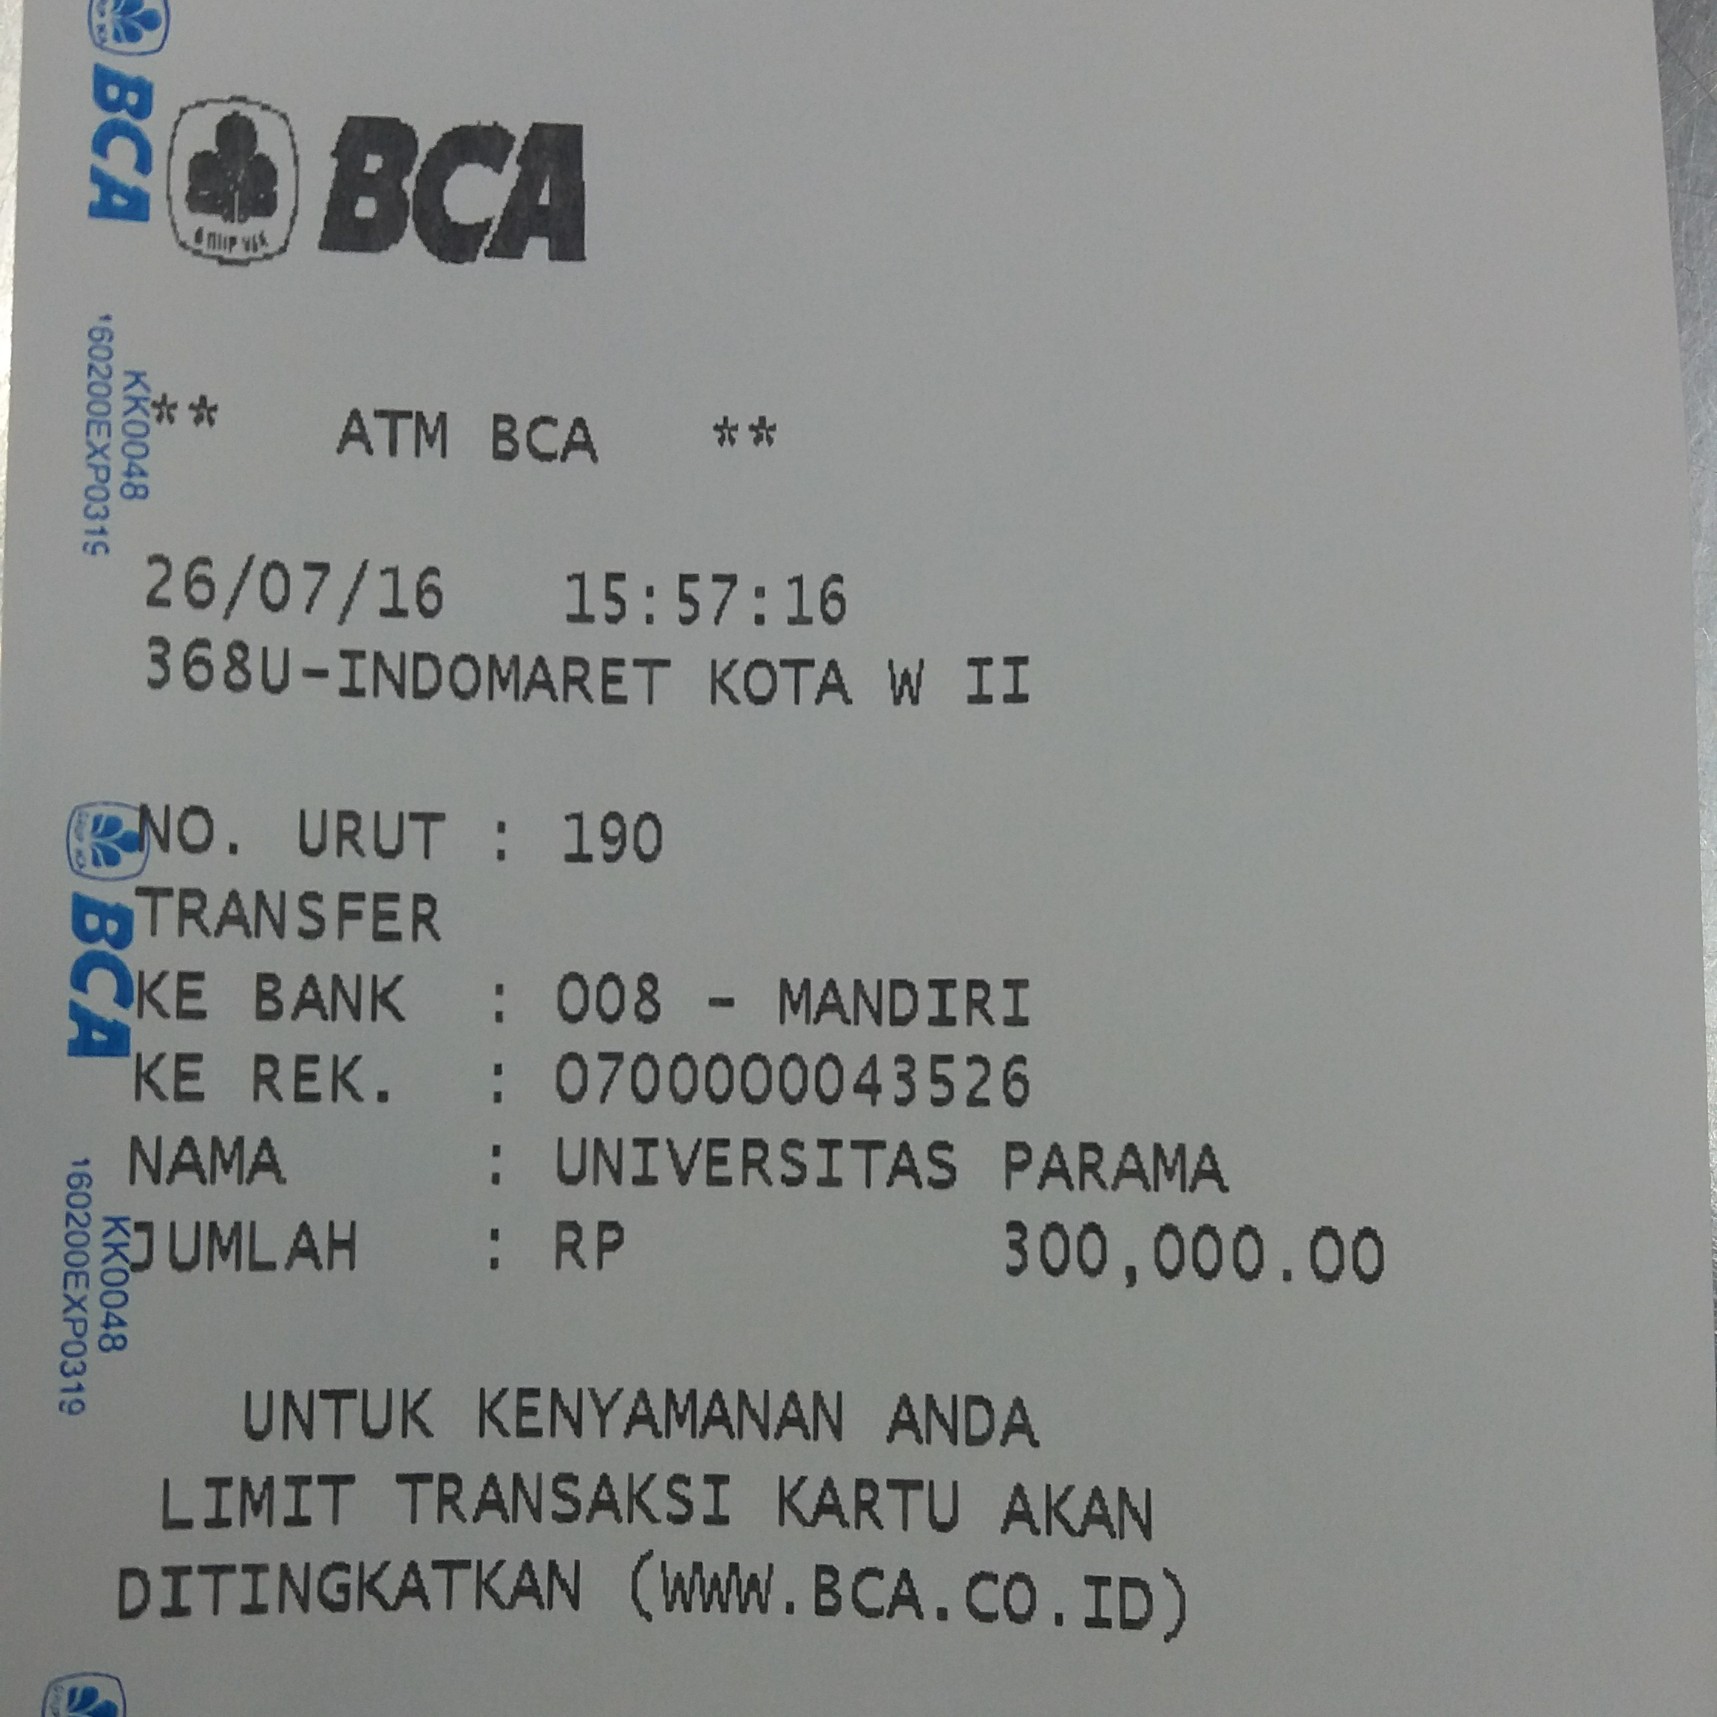 BCA
BCA
** ATM BCA **
KK0048
160200EXP0319
26/07/16 15:57:16
368U-INDOMARET KOTA W II
NO. URUT : 190
TRANSFER
BCA
KE BANK : 008 - MANDIRI
KE REK. : 0700000043526
NAMA : UNIVERSITAS PARAMA
JUMLAH : RP 300,000.00
KK0048
160200EXP0319
UNTUK KENYAMANAN ANDA
LIMIT TRANSAKSI KARTU AKAN
DITINGKATKAN (WWW.BCA.CO.ID)